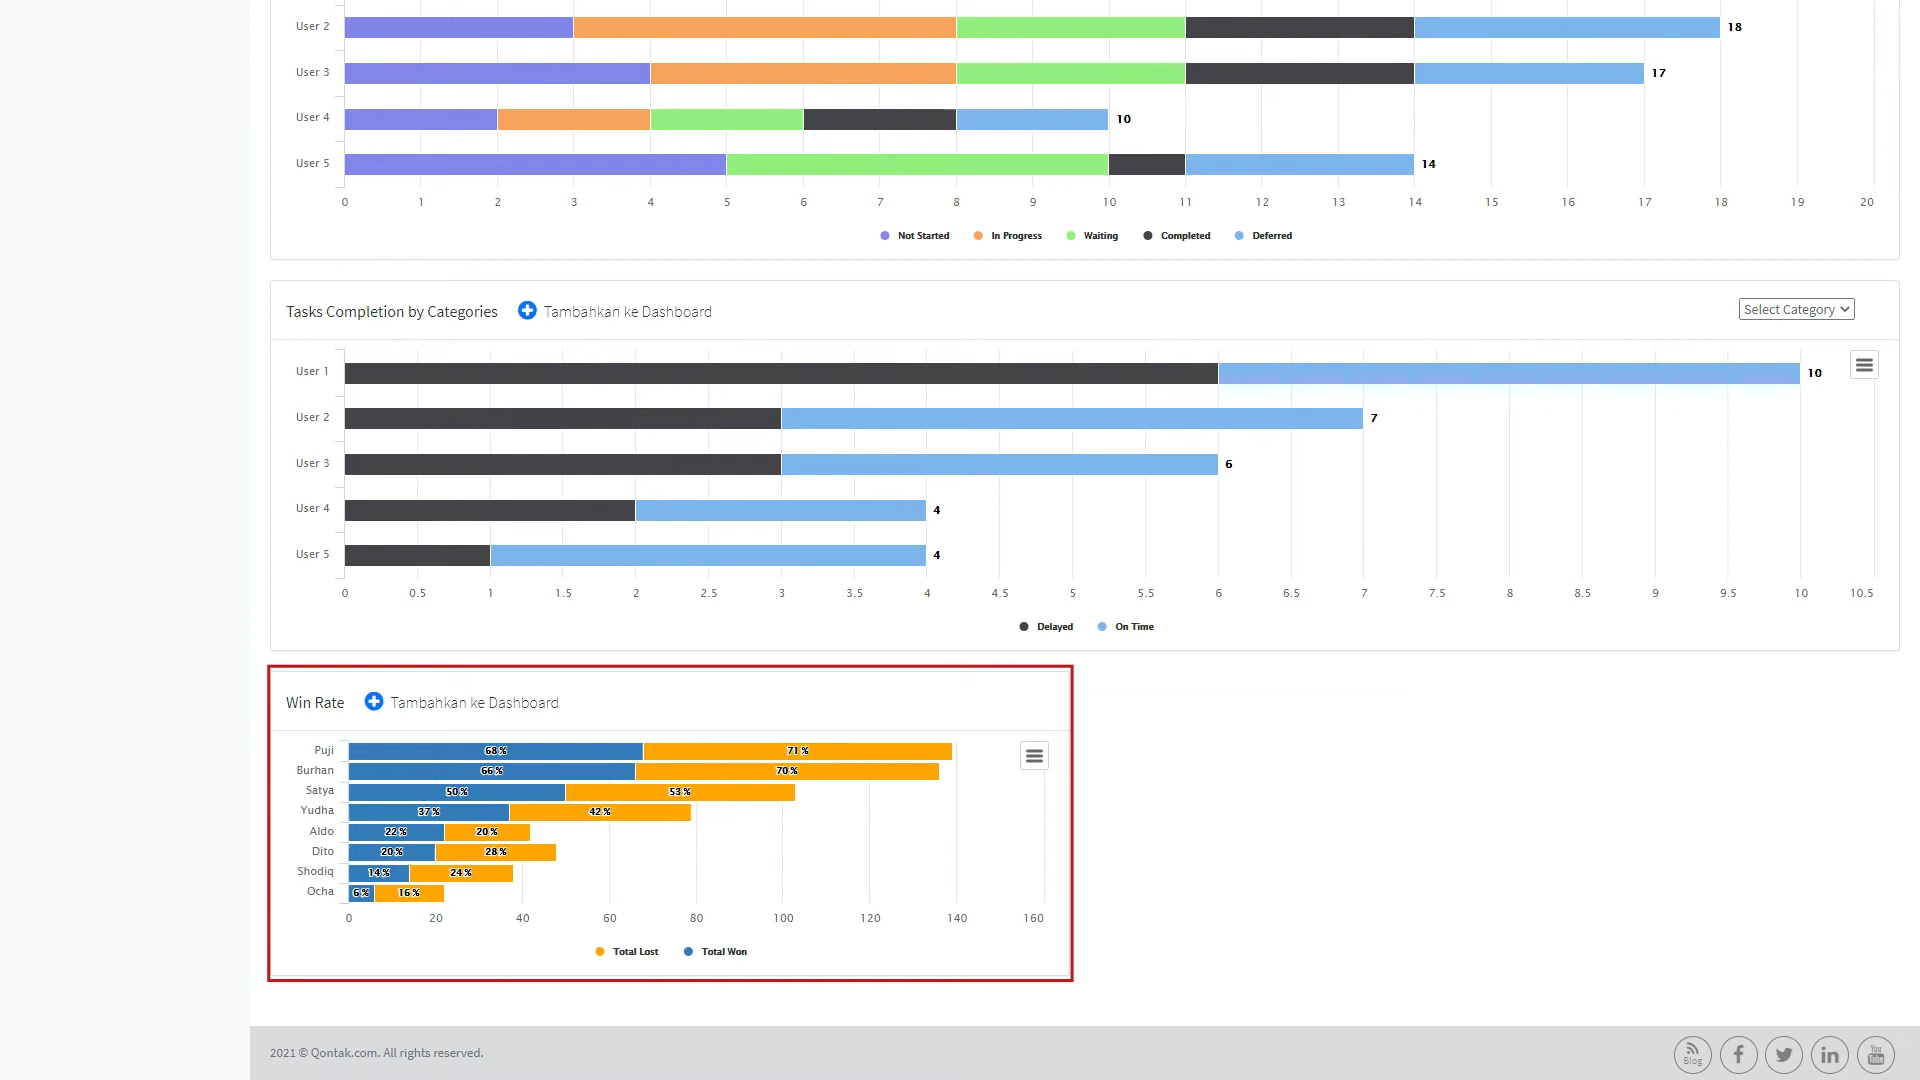 User 2
18
User 3
17
User 4
10
User 5
14
0 1 2 3 4 5 6 7 8 9 10 11 12 13 14 15 16 17 18 19 20
Not Started In Progress Waiting Completed Deferred
Tasks Completion by Categories Tambahkan ke Dashboard Select Category
User 1
10
User 2
7
User 3
6
User 4
4
User 5
4
0 0.5 1 1.5 2 2.5 3 3.5 4 4.5 5 5.5 6 6.5 7 7.5 8 8.5 9 9.5 10 10.5
Delayed On Time
Win Rate Tambahkan ke Dashboard
Puji 68 % 71 %
Burhan 66 % 70 %
Satya 50 % 53 %
Yudha 37 % 42 %
Aldo 22 % 20 %
Dito 20 % 28 %
Shodiq 14 % 24 %
Ocha 6 % 16 %
0 20 40 60 80 100 120 140 160
Total Lost Total Won
2021 © Qontak.com. All rights reserved.
Blog
in
You Tube